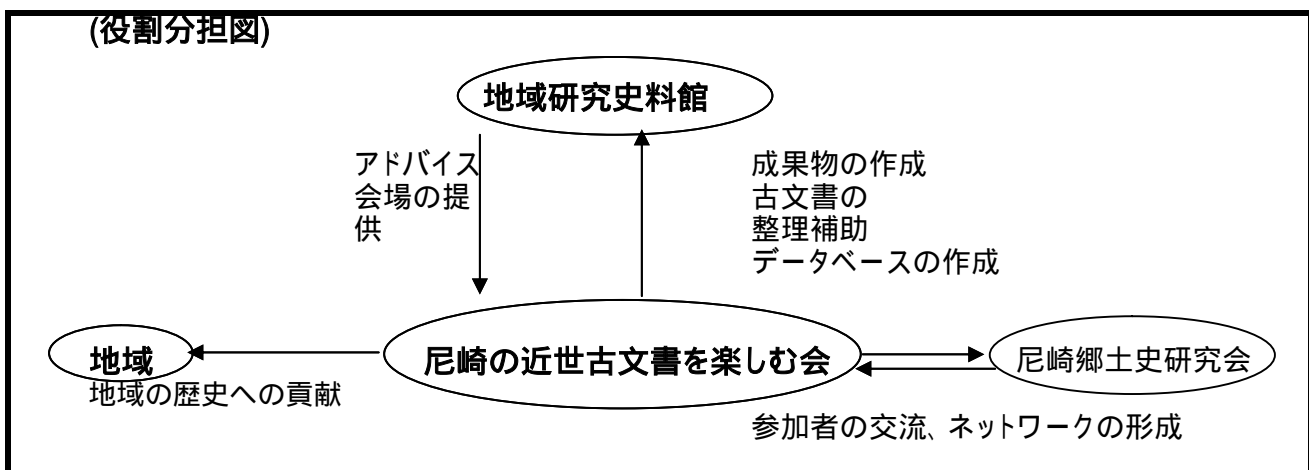 (役割分担図)
地域研究史料館
アドバイス
会場の提
供
成果物の作成
古文書の
整理補助
データベースの作成
地域
尼崎の近世古文書を楽しむ会
尼崎郷土史研究会
地域の歴史への貢献
参加者の交流、ネットワークの形成